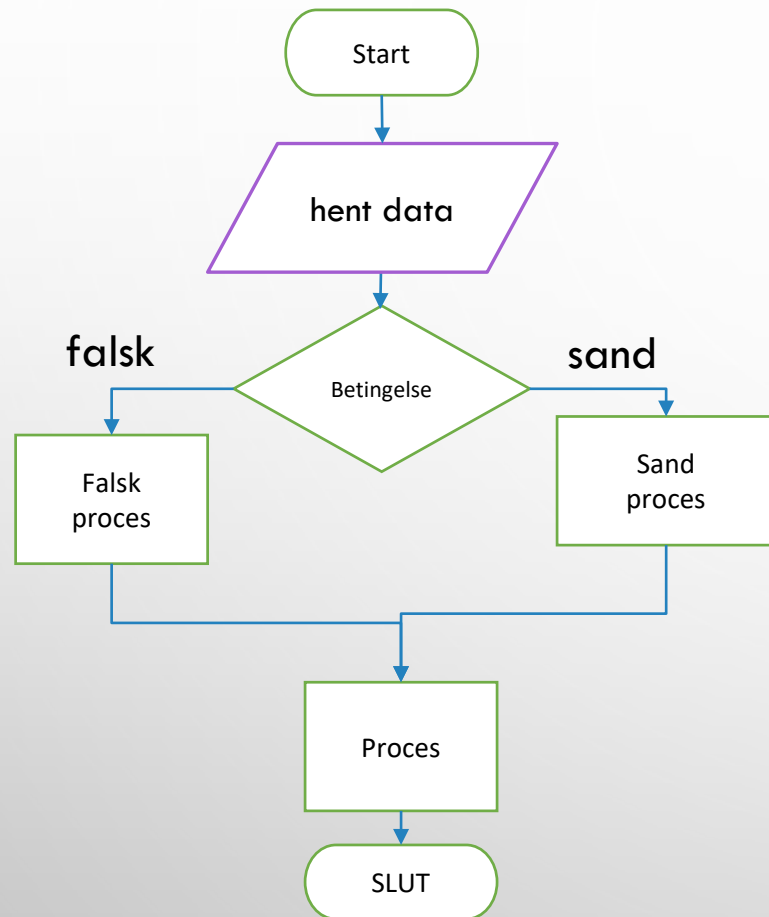 Start
hent data
falsk
sand
Betingelse
Falsk
proces
Sand
proces
Proces
SLUT